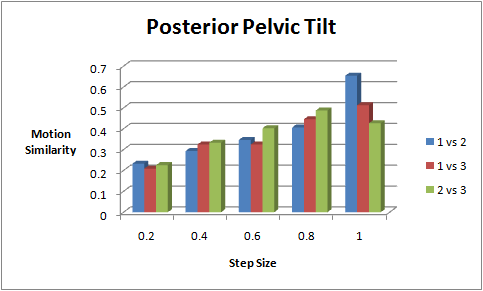 Posterior Pelvic Tilt
0.7
0.6
0.5
0.4
0.3
0.2
0.1
0
Motion
Similarity
0.2 0.4 0.6 0.8 1
Step Size
1 vs 2
1 vs 3
2 vs 3